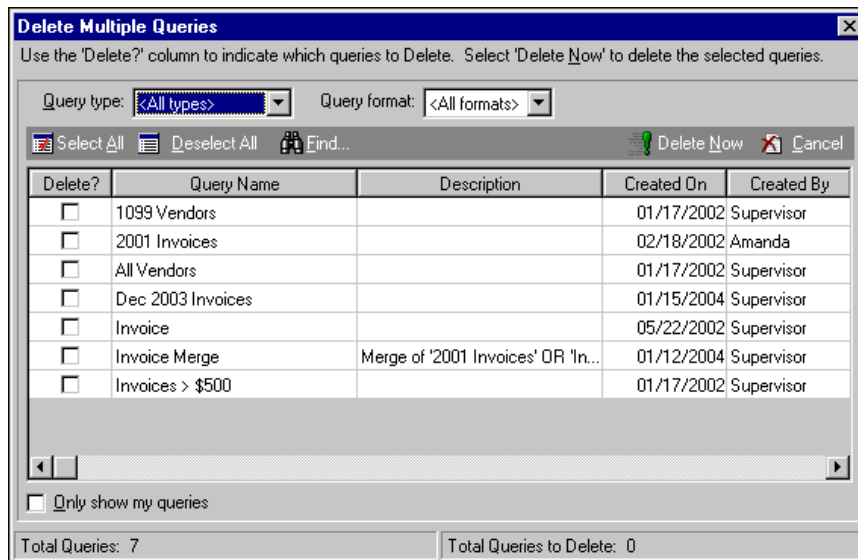 Delete Multiple Queries
Use the 'Delete?' column to indicate which queries to Delete. Select 'Delete Now' to delete the selected queries.
Query type: <All types> Query format: <All formats>
Select All Deselect All Find... Delete Now Cancel
Delete? Query Name Description Created On Created By
1099 Vendors 01/17/2002 Supervisor
2001 Invoices 02/18/2002 Amanda
All Vendors 01/17/2002 Supervisor
Dec 2003 Invoices 01/15/2004 Supervisor
Invoice 05/22/2002 Supervisor
Invoice Merge Merge of '2001 Invoices' OR 'In... 01/12/2004 Supervisor
Invoices > $500 01/17/2002 Supervisor
Only show my queries
Total Queries: 7 Total Queries to Delete: 0